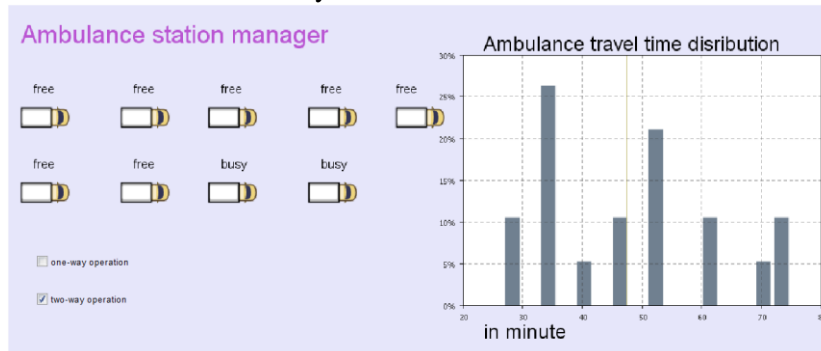 Ambulance station manager
free free free free free
free free busy busy
one-way operation
two-way operation
Ambulance travel time disribution
30%
25%
20%
15%
10%
5%
0%
20 30 40 50 60 70
in minute